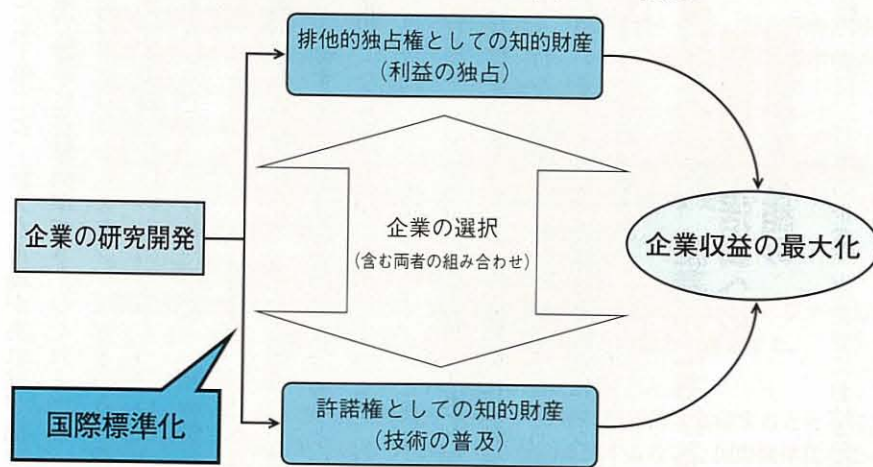 排他的独占権としての知的財産
（利益の独占）
企業の研究開発
企業の選択
（含む両者の組み合わせ）
企業収益の最大化
国際標準化
許諾権としての知的財産
（技術の普及）